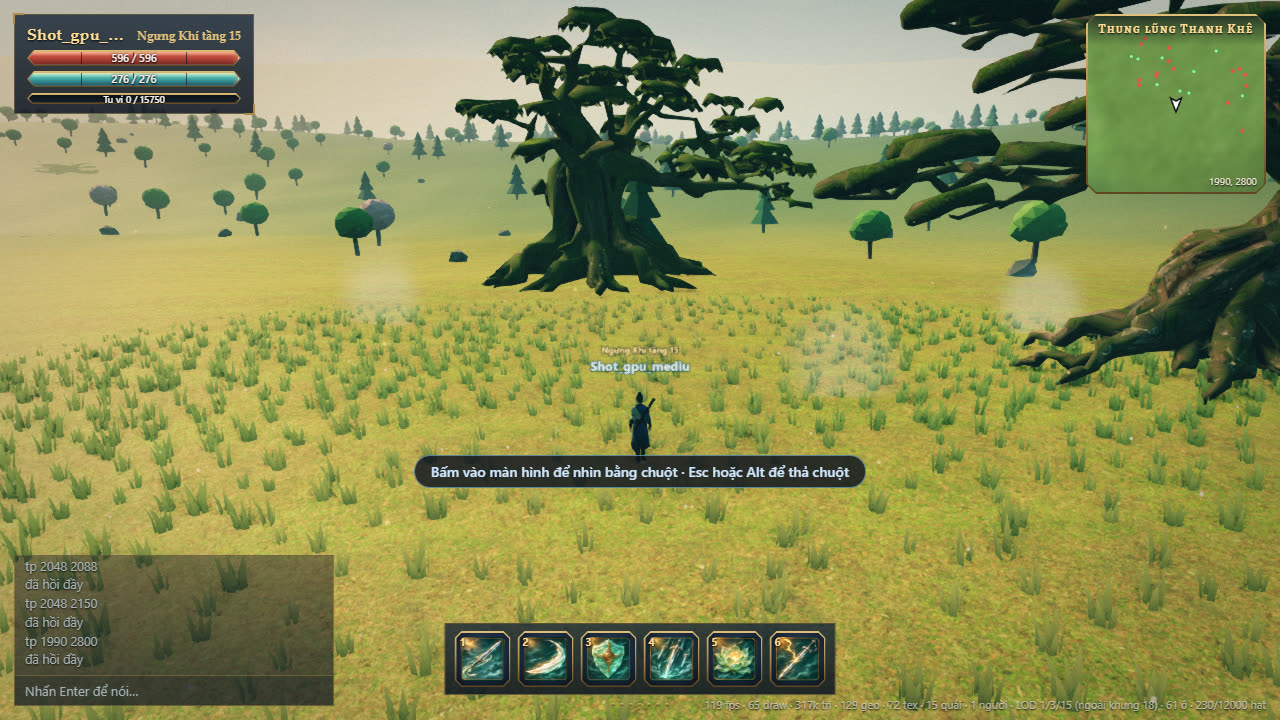 Shot_gpu_... Ngưng Khí tầng 15
596 / 596
276 / 276
Tu vi 0 / 15750
Thung lũng Thanh Khê
1990, 2800
Ngưng Khí tầng 15
Shot_gpu_mediu
Bấm vào màn hình để nhìn bằng chuột · Esc hoặc Alt để thả chuột
tp 2048 2088
đã hồi đầy
tp 2048 2150
đã hồi đầy
tp 1990 2800
đã hồi đầy
Nhấn Enter để nói...
1 2 3 4 5 6
119 fps · 65 draw · 317k tri · 129 geo · 72 tex · 15 quái · 1 người · LOD 1/3/15 (ngoài khung 18) · 61 ô · 230/12000 hạt